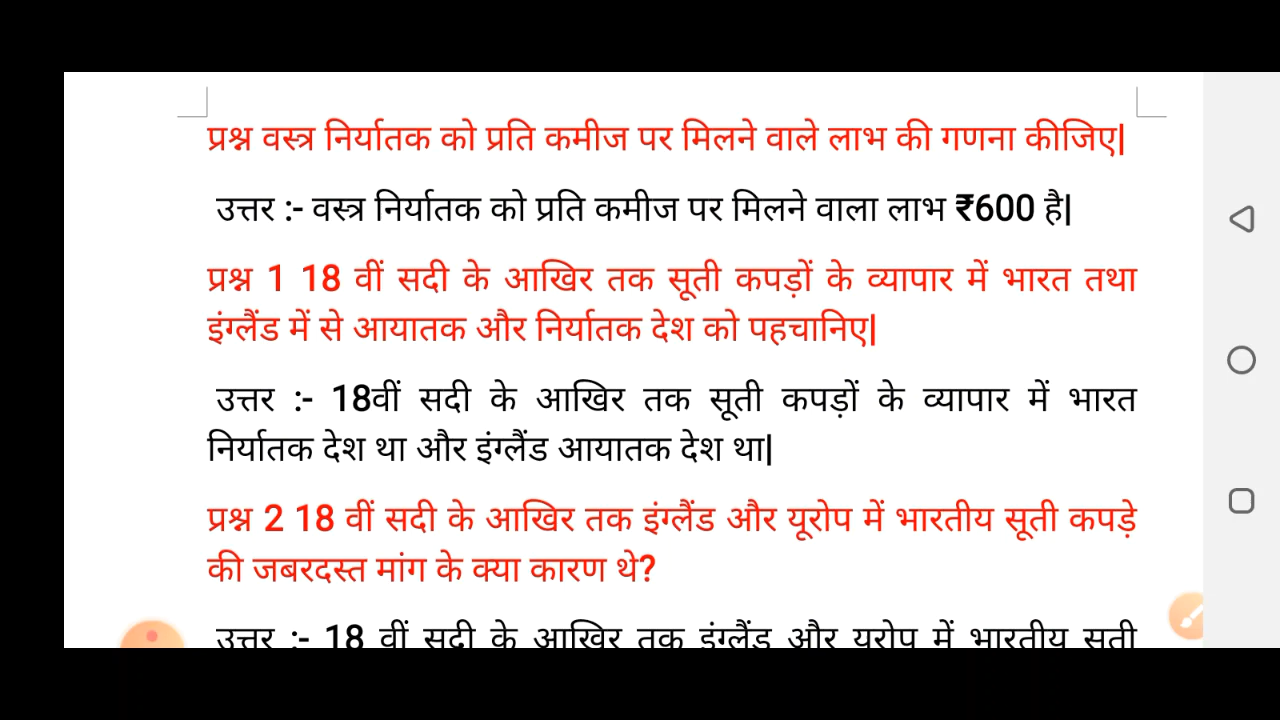 प्रश्न वस्त्र निर्यातक को प्रति कमीज पर मिलने वाले लाभ की गणना कीजिए|
उत्तर :- वस्त्र निर्यातक को प्रति कमीज पर मिलने वाला लाभ ₹600 है|
प्रश्न 1 18 वीं सदी के आखिर तक सूती कपड़ों के व्यापार में भारत तथा
इंग्लैंड में से आयातक और निर्यातक देश को पहचानिए|
उत्तर :- 18वीं सदी के आखिर तक सूती कपड़ों के व्यापार में भारत
निर्यातक देश था और इंग्लैंड आयातक देश था|
प्रश्न 2 18 वीं सदी के आखिर तक इंग्लैंड और यूरोप में भारतीय सूती कपड़े
की जबरदस्त मांग के क्या कारण थे?
उत्तर :- 18 वीं सदी के आखिर तक इंग्लैंड और यूरोप में भारतीय सूती